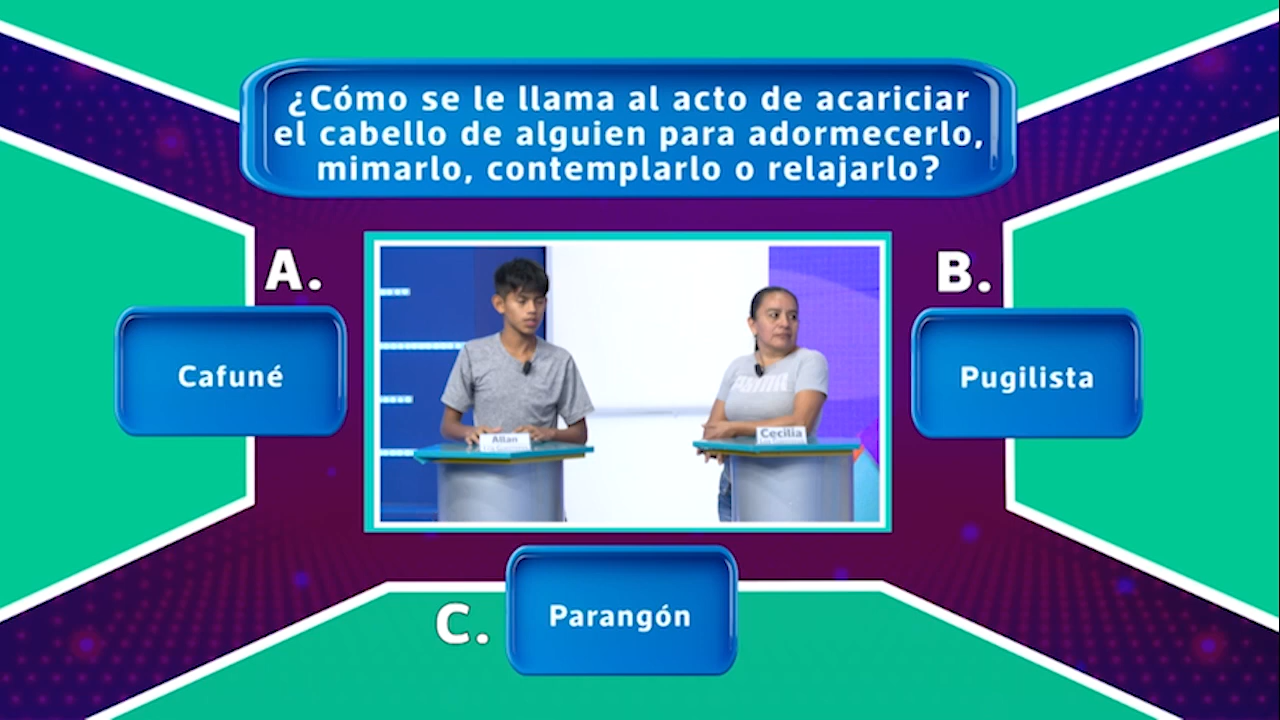 ¿Cómo se le llama al acto de acariciar
el cabello de alguien para adormecerlo,
mimarlo, contemplarlo o relajarlo?
A.
Cafuné
B.
Pugilista
Allan
Cecilia
C.
Parangón